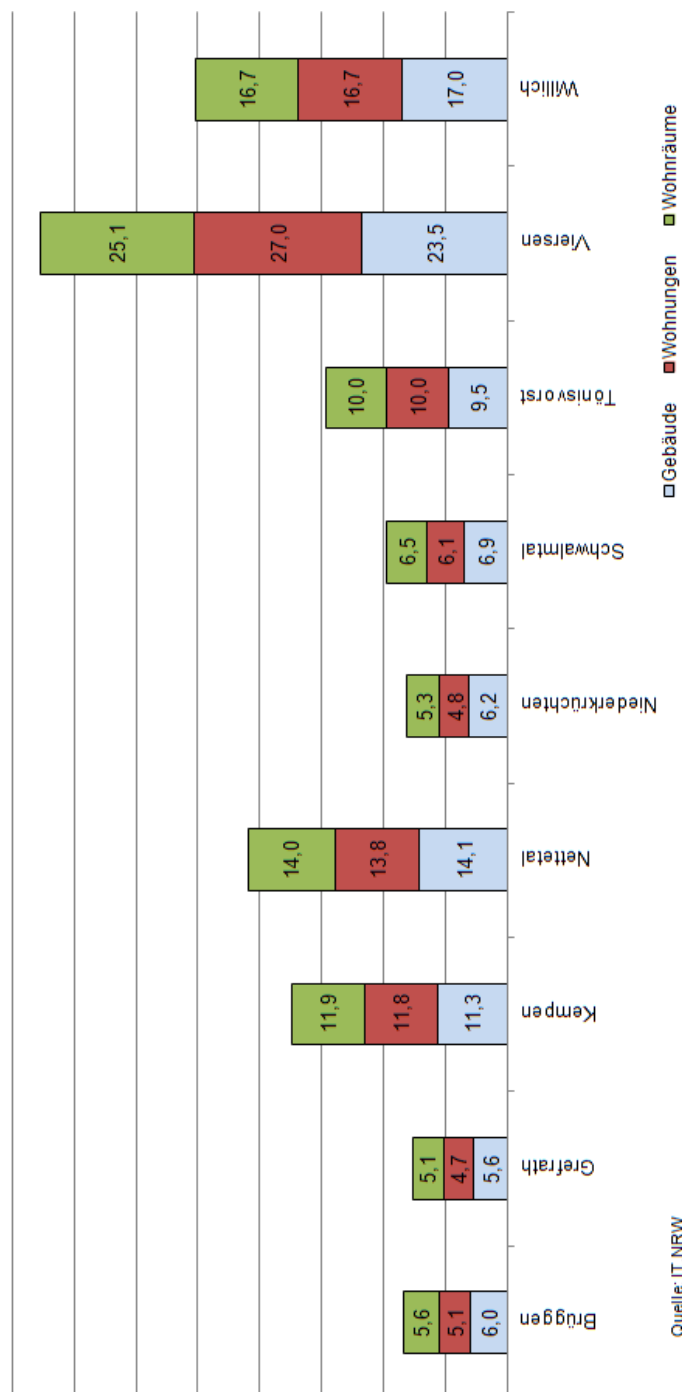 5,6 5,1 11,9 14,0 5,3 6,5 10,0 25,1 16,7
5,1 4,7 11,8 13,8 4,8 6,1 10,0 27,0 16,7
6,0 5,6 11,3 14,1 6,2 6,9 9,5 23,5 17,0
Brüggen Grefrath Kempen Nettetal Niederkrüchten Schwalmtal Tönisvorst Viersen Willich
Gebäude Wohnungen Wohnräume
Quelle: IT NRW